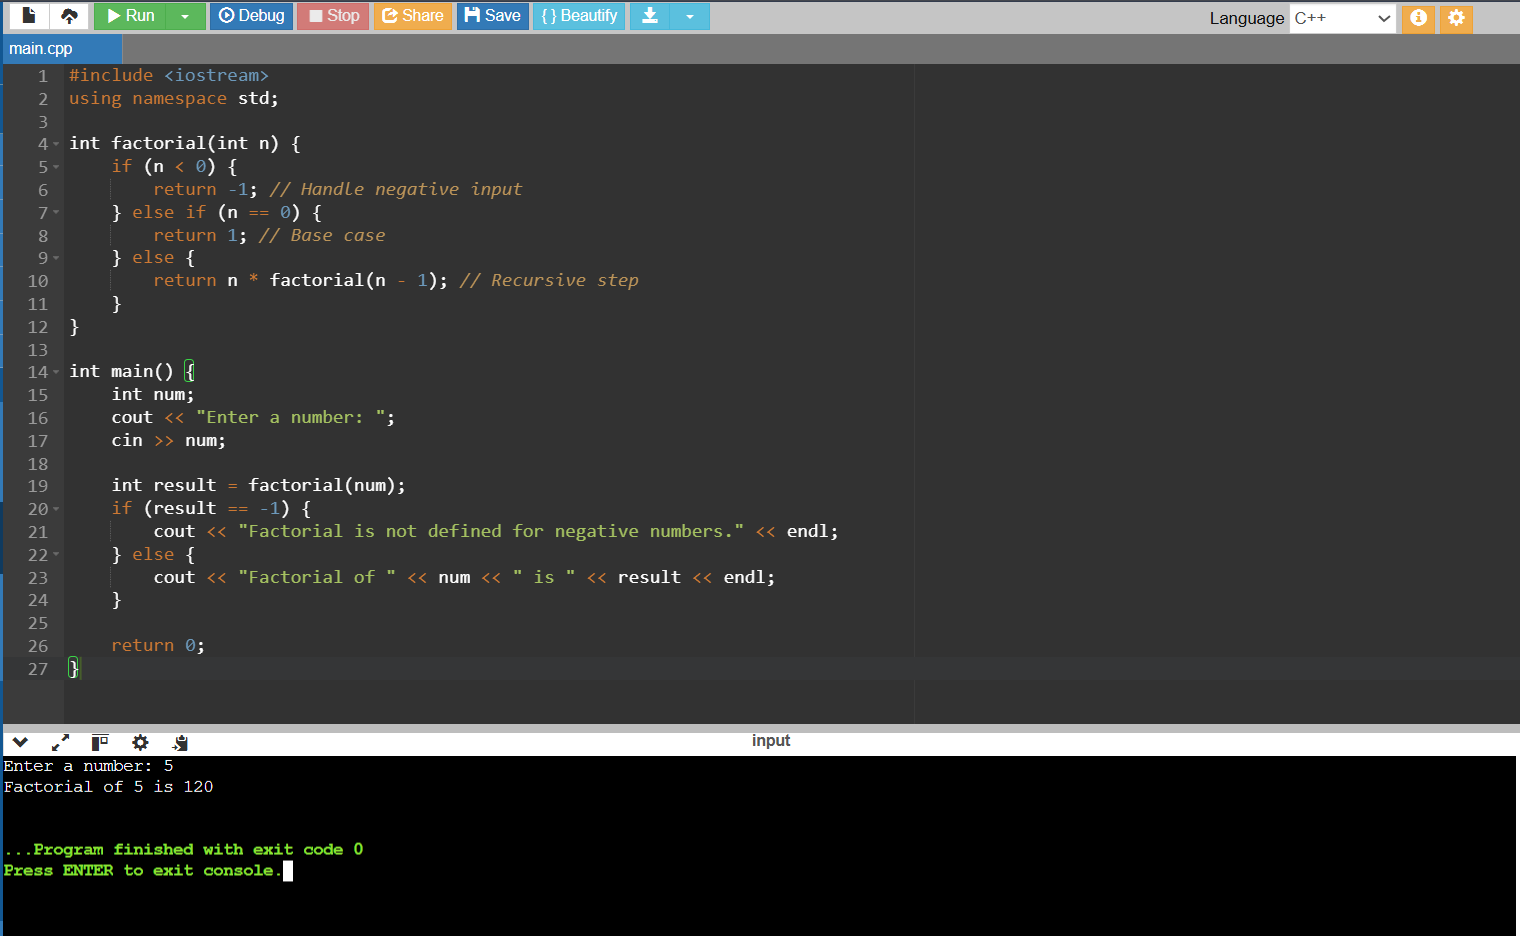 Run Debug Stop Share Save { } Beautify Language C++
main.cpp
1 #include <iostream>
2 using namespace std;
3
4 int factorial(int n) {
5     if (n < 0) {
6         return -1; // Handle negative input
7     } else if (n == 0) {
8         return 1; // Base case
9     } else {
10         return n * factorial(n - 1); // Recursive step
11     }
12 }
13
14 int main() {
15     int num;
16     cout << "Enter a number: ";
17     cin >> num;
18
19     int result = factorial(num);
20     if (result == -1) {
21         cout << "Factorial is not defined for negative numbers." << endl;
22     } else {
23         cout << "Factorial of " << num << " is " << result << endl;
24     }
25
26     return 0;
27 }
input
Enter a number: 5
Factorial of 5 is 120
...Program finished with exit code 0
Press ENTER to exit console.